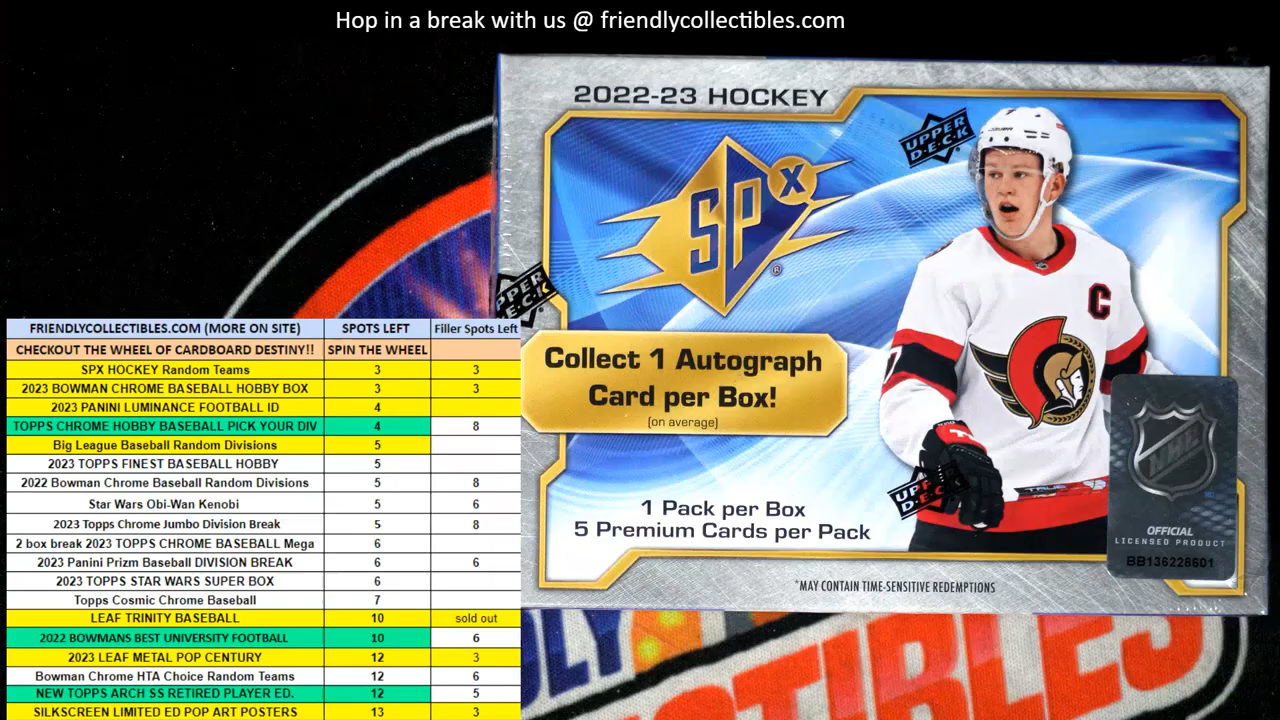 Hop in a break with us @ friendlycollectibles.com
2022-23 HOCKEY
UPPER DECK
SPX
®
C
UPPER DECK
Collect 1 Autograph
Card per Box!
(on average)
1 Pack per Box
5 Premium Cards per Pack
*MAY CONTAIN TIME-SENSITIVE REDEMPTIONS
NHL
OFFICIAL
LICENSED PRODUCT
BB136228601
FRIENDLYCOLLECTIBLES.COM (MORE ON SITE) SPOTS LEFT Filler Spots Left
CHECKOUT THE WHEEL OF CARDBOARD DESTINY!! SPIN THE WHEEL
SPX HOCKEY Random Teams 3 3
2023 BOWMAN CHROME BASEBALL HOBBY BOX 3 3
2023 PANINI LUMINANCE FOOTBALL ID 4
TOPPS CHROME HOBBY BASEBALL PICK YOUR DIV 4 8
Big League Baseball Random Divisions 5
2023 TOPPS FINEST BASEBALL HOBBY 5
2022 Bowman Chrome Baseball Random Divisions 5 8
Star Wars Obi-Wan Kenobi 5 6
2023 Topps Chrome Jumbo Division Break 5 8
2 box break 2023 TOPPS CHROME BASEBALL Mega 6
2023 Panini Prizm Baseball DIVISION BREAK 6 6
2023 TOPPS STAR WARS SUPER BOX 6
Topps Cosmic Chrome Baseball 7
LEAF TRINITY BASEBALL 10 sold out
2022 BOWMANS BEST UNIVERSITY FOOTBALL 10 6
2023 LEAF METAL POP CENTURY 12 3
Bowman Chrome HTA Choice Random Teams 12 6
NEW TOPPS ARCH SS RETIRED PLAYER ED. 12 5
SILKSCREEN LIMITED ED POP ART POSTERS 13 3